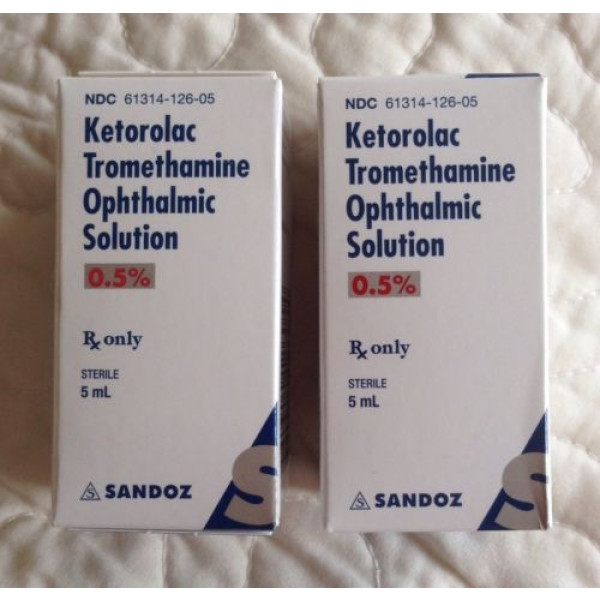 NDC 61314-126-05
Ketorolac
Tromethamine
Ophthalmic
Solution
0.5%
Rx only
STERILE
5 mL
S SANDOZ
S
NDC 61314-126-05
Ketorolac
Tromethamine
Ophthalmic
Solution
0.5%
Rx only
STERILE
5 mL
S SANDOZ
S